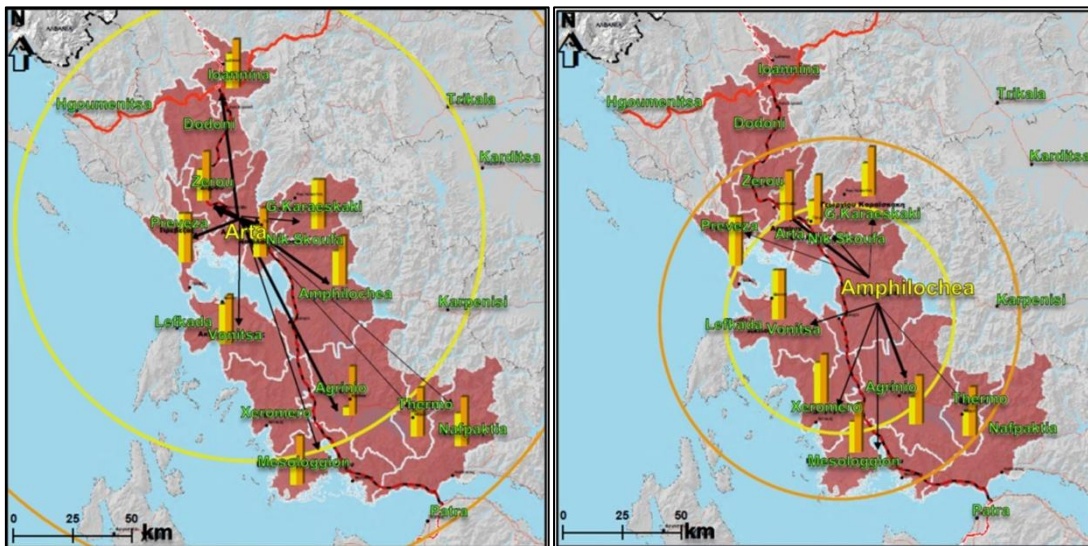 N
Ioannina
Hgoumenitsa
Trikala
Dodoni
Karditsa
Zerou
G.Karaeskaki
Preveza
Arta
Nik Skoufa
Amphilochea
Karpenisi
Lefkada
Vonitsa
Agrinio
Thermo
Xeromero
Nafpaktia
Mesologgion
Patra
0 25 50
km
N
Ioannina
Hgoumenitsa
Trikala
Dodoni
Karditsa
Zerou
G.Karaeskaki
Preveza
Arta
Nik Skoufa
Amphilochea
Karpenisi
Lefkada
Vonitsa
Agrinio
Thermo
Xeromero
Nafpaktia
Mesologgion
Patra
0 25 50
km